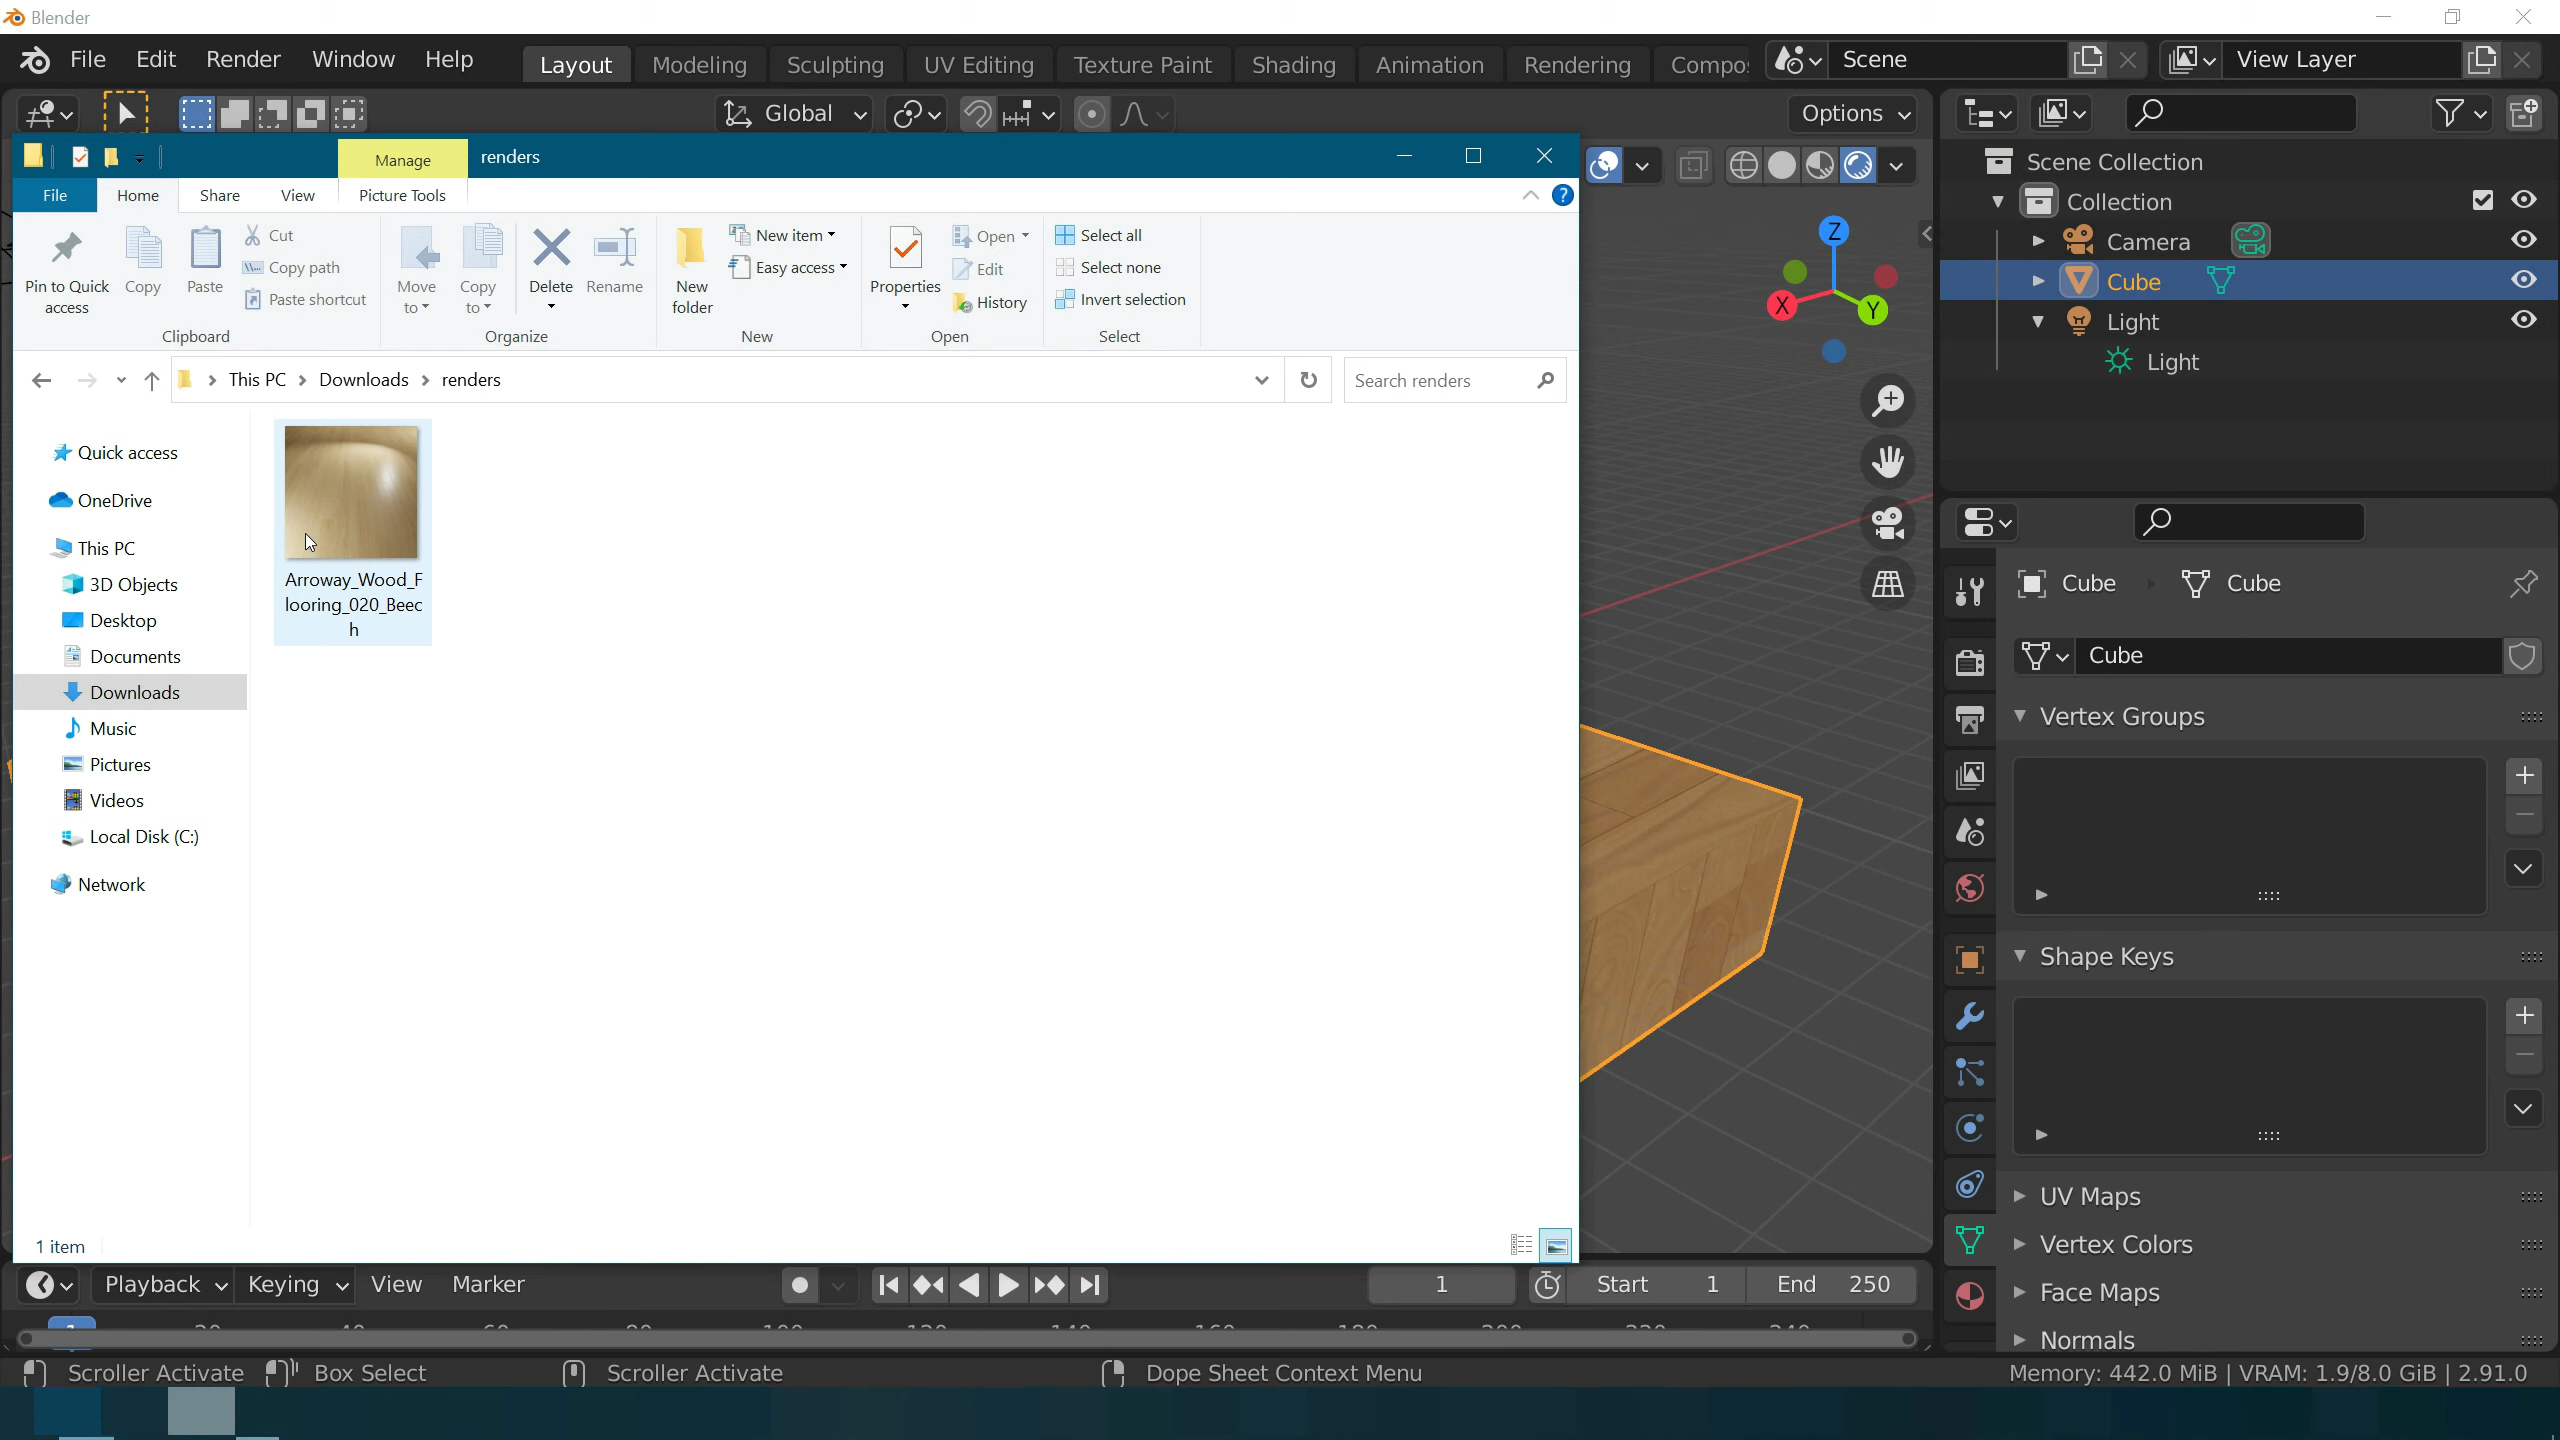 Blender
File Edit Render Window Help Layout Modeling Sculpting UV Editing Texture Paint Shading Animation Rendering Compo Scene View Layer
Global Options
Manage renders
File Home Share View Picture Tools
Pin to Quick access
Copy
Paste
Cut
Copy path
Paste shortcut
Clipboard
Move to
Copy to
Delete
Rename
Organize
New folder
New item
Easy access
New
Properties
Open
Edit
History
Open
Select all
Select none
Invert selection
Select
This PC Downloads renders
Search renders
Quick access
OneDrive
This PC
3D Objects
Desktop
Documents
Downloads
Music
Pictures
Videos
Local Disk (C:)
Network
Arroway_Wood_F
looring_020_Beec
h
1 item
Z
X
Y
Scene Collection
Collection
Camera
Cube
Light
Light
Cube Cube
Cube
Vertex Groups
Shape Keys
UV Maps
Vertex Colors
Face Maps
Normals
Playback Keying View Marker 1 Start 1 End 250
Scroller Activate Box Select Scroller Activate Dope Sheet Context Menu Memory: 442.0 MiB | VRAM: 1.9/8.0 GiB | 2.91.0